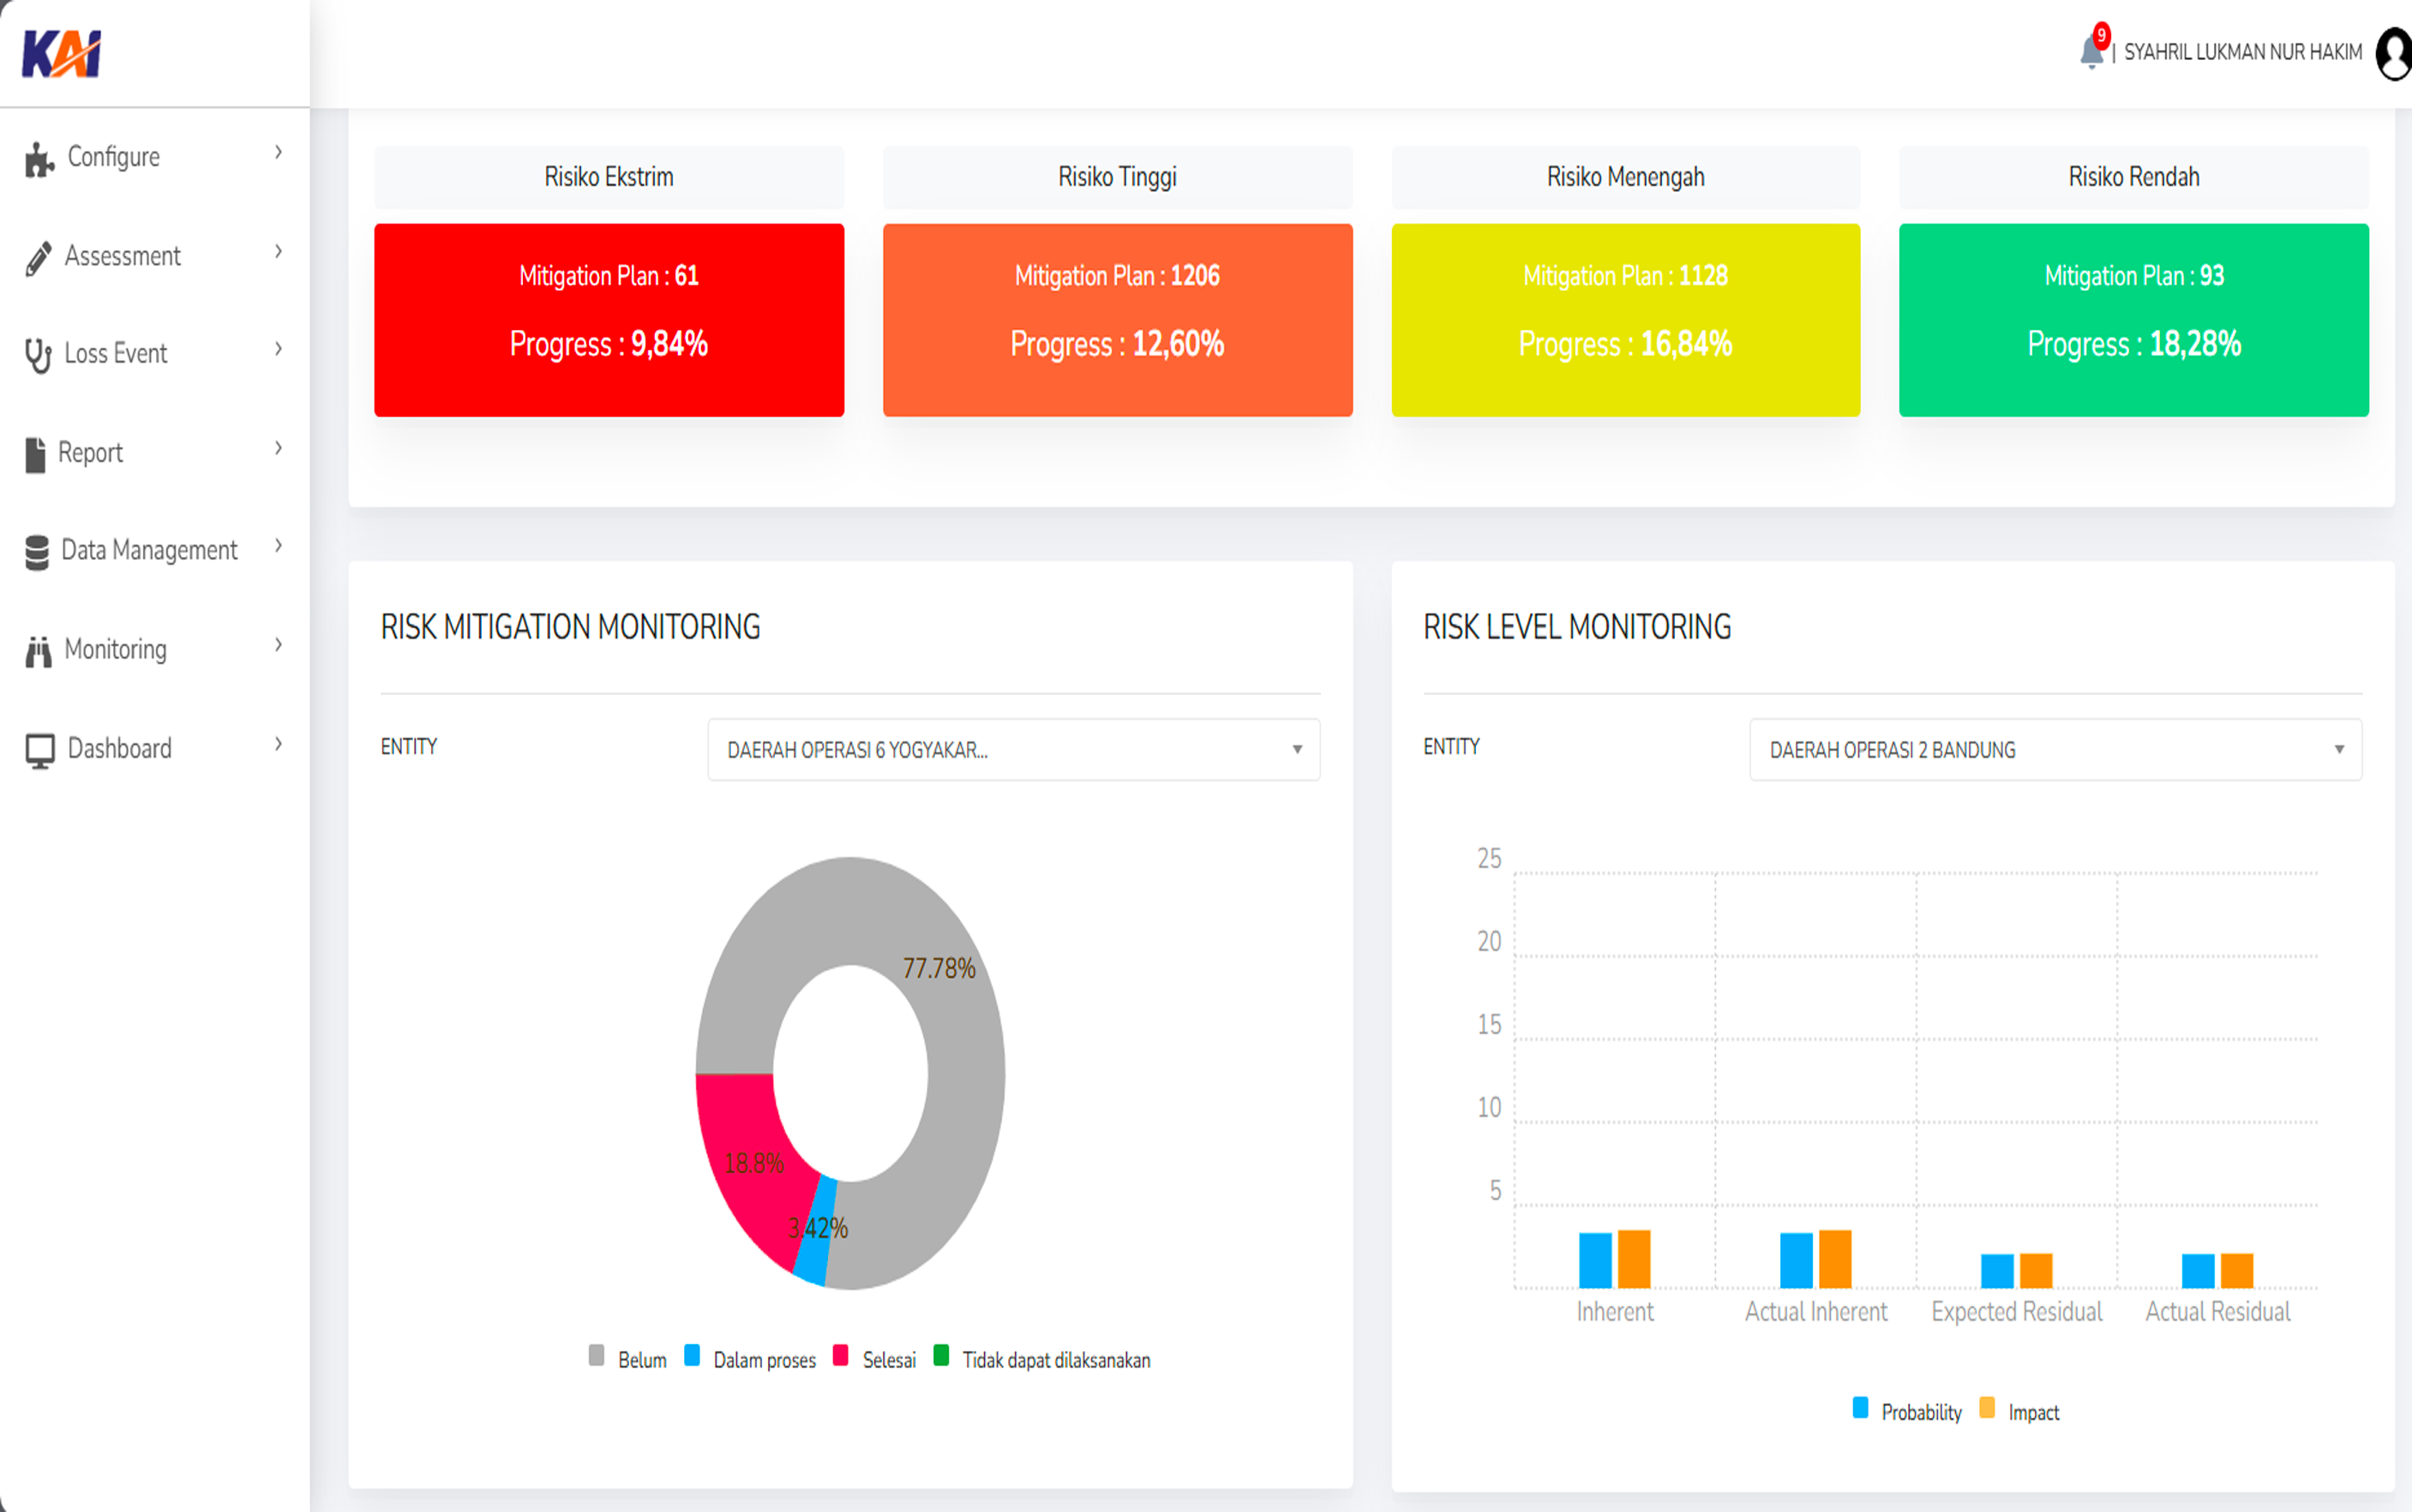 KAI
9
| SYAHRIL LUKMAN NUR HAKIM
Configure
Assessment
Loss Event
Report
Data Management
Monitoring
Dashboard
Risiko Ekstrim
Mitigation Plan : 61
Progress : 9,84%
Risiko Tinggi
Mitigation Plan : 1206
Progress : 12,60%
Risiko Menengah
Mitigation Plan : 1128
Progress : 16,84%
Risiko Rendah
Mitigation Plan : 93
Progress : 18,28%
RISK MITIGATION MONITORING
ENTITY
DAERAH OPERASI 6 YOGYAKAR...
77.78%
18.8%
3.42%
Belum
Dalam proses
Selesai
Tidak dapat dilaksanakan
RISK LEVEL MONITORING
ENTITY
DAERAH OPERASI 2 BANDUNG
25
20
15
10
5
Inherent
Actual Inherent
Expected Residual
Actual Residual
Probability
Impact